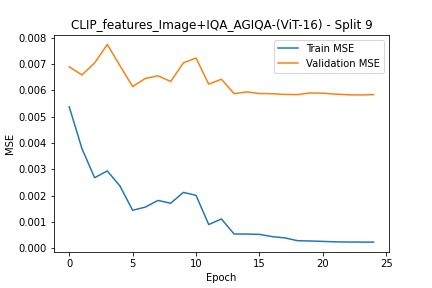 CLIP_features_Image+IQA_AGIQA-(ViT-16) - Split 9
Train MSE
Validation MSE
0.008
0.007
0.006
0.005
0.004
0.003
0.002
0.001
0.000
MSE
0 5 10 15 20 25
Epoch